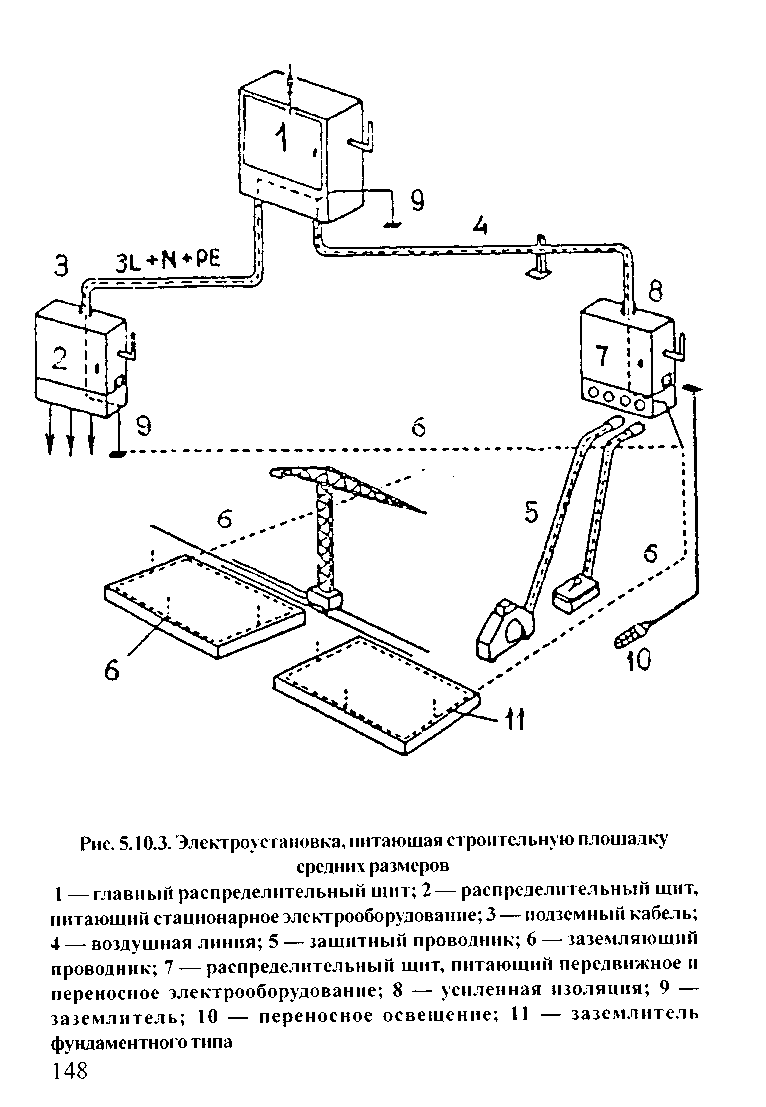 1
9
4
3
3L+N+PE
8
2
7
9
6
5
6
6
6
10
11
Рис. 5.10.3. Электроустановка, питающая строительную площадку
средних размеров
1 — главный распределительный щит; 2 — распределительный щит,
питающий стационарное электрооборудование; 3 — подземный кабель;
4 — воздушная линия; 5 — защитный проводник; 6 — заземляющий
проводник; 7 — распределительный щит, питающий передвижное и
переносное электрооборудование; 8 — усиленная изоляция; 9 —
заземлитель; 10 — переносное освещение; 11 — заземлитель
фундаментного типа
148